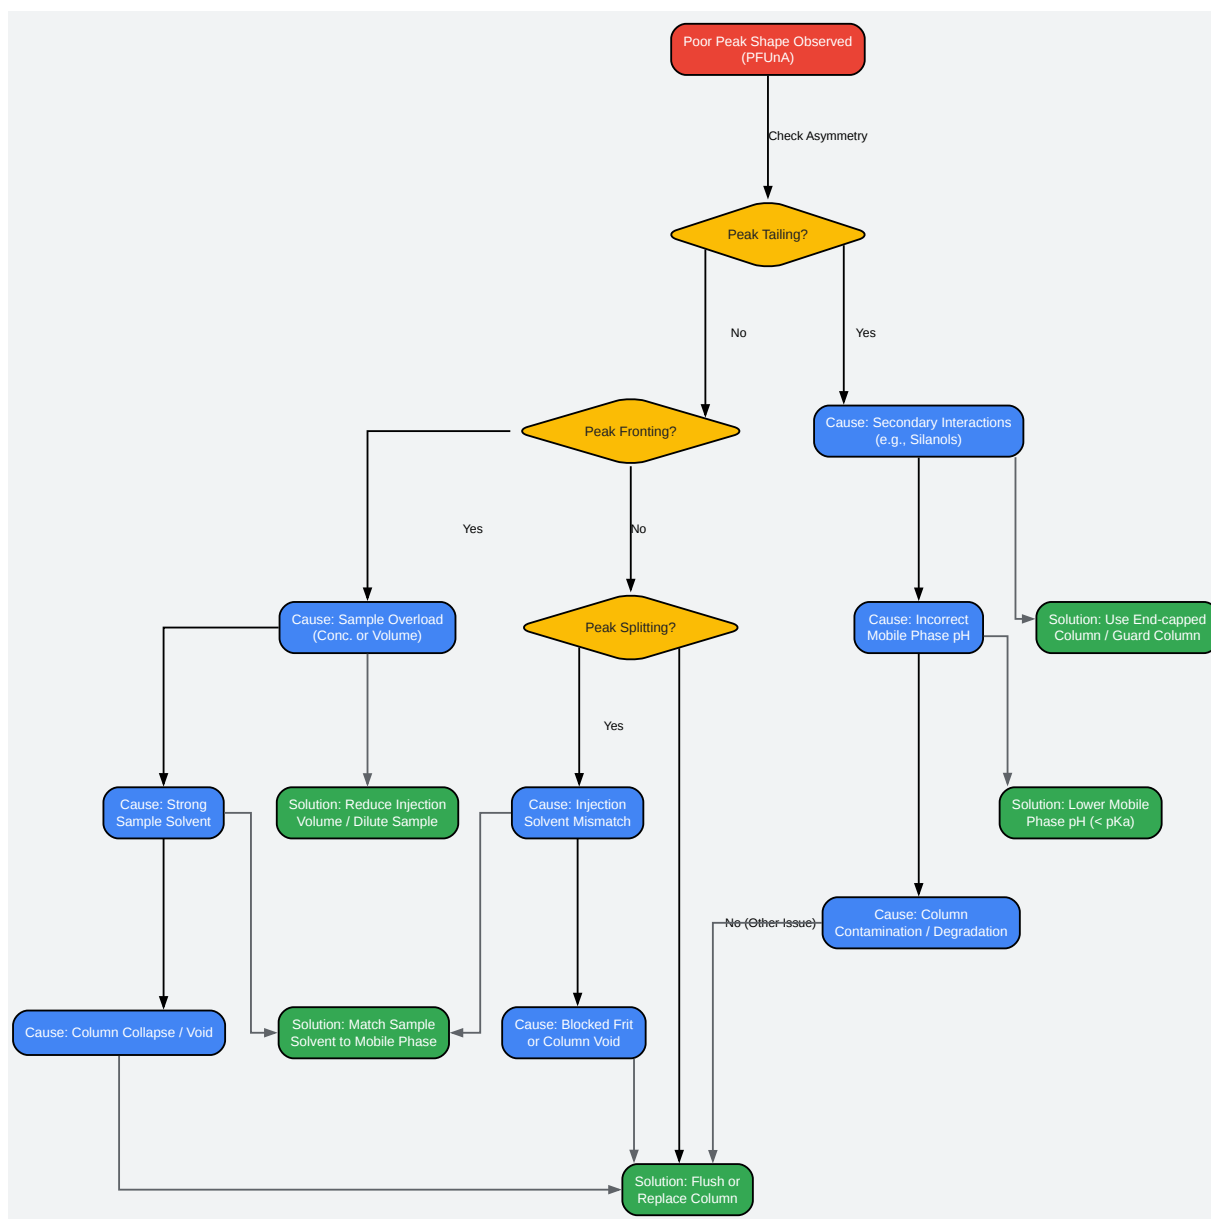 Poor Peak Shape Observed
(PFUnA)
Check Asymmetry
Peak Tailing?
No
Yes
Peak Fronting?
Cause: Secondary Interactions
(e.g., Silanols)
Yes
No
Cause: Sample Overload
(Conc. or Volume)
Peak Splitting?
Cause: Incorrect
Mobile Phase pH
Solution: Use End-capped
Column / Guard Column
Yes
Cause: Strong
Sample Solvent
Solution: Reduce Injection
Volume / Dilute Sample
Cause: Injection
Solvent Mismatch
Solution: Lower Mobile
Phase pH (< pKa)
No (Other Issue)
Cause: Column
Contamination / Degradation
Cause: Column Collapse / Void
Solution: Match Sample
Solvent to Mobile Phase
Cause: Blocked Frit
or Column Void
Solution: Flush or
Replace Column